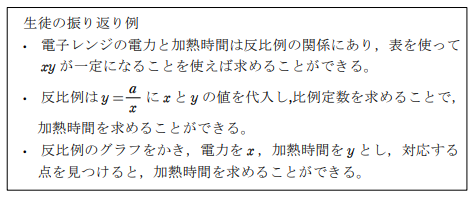 生徒の振り返り例
・ 電子レンジの電力と加熱時間は反比例の関係にあり，表を使って
xy が一定になることを使えば求めることができる。
・ 反比例は y=a/x に x と y の値を代入し,比例定数を求めることで，
加熱時間を求めることができる。
・ 反比例のグラフをかき，電力を x，加熱時間を y とし，対応する
点を見つけると，加熱時間を求めることができる。